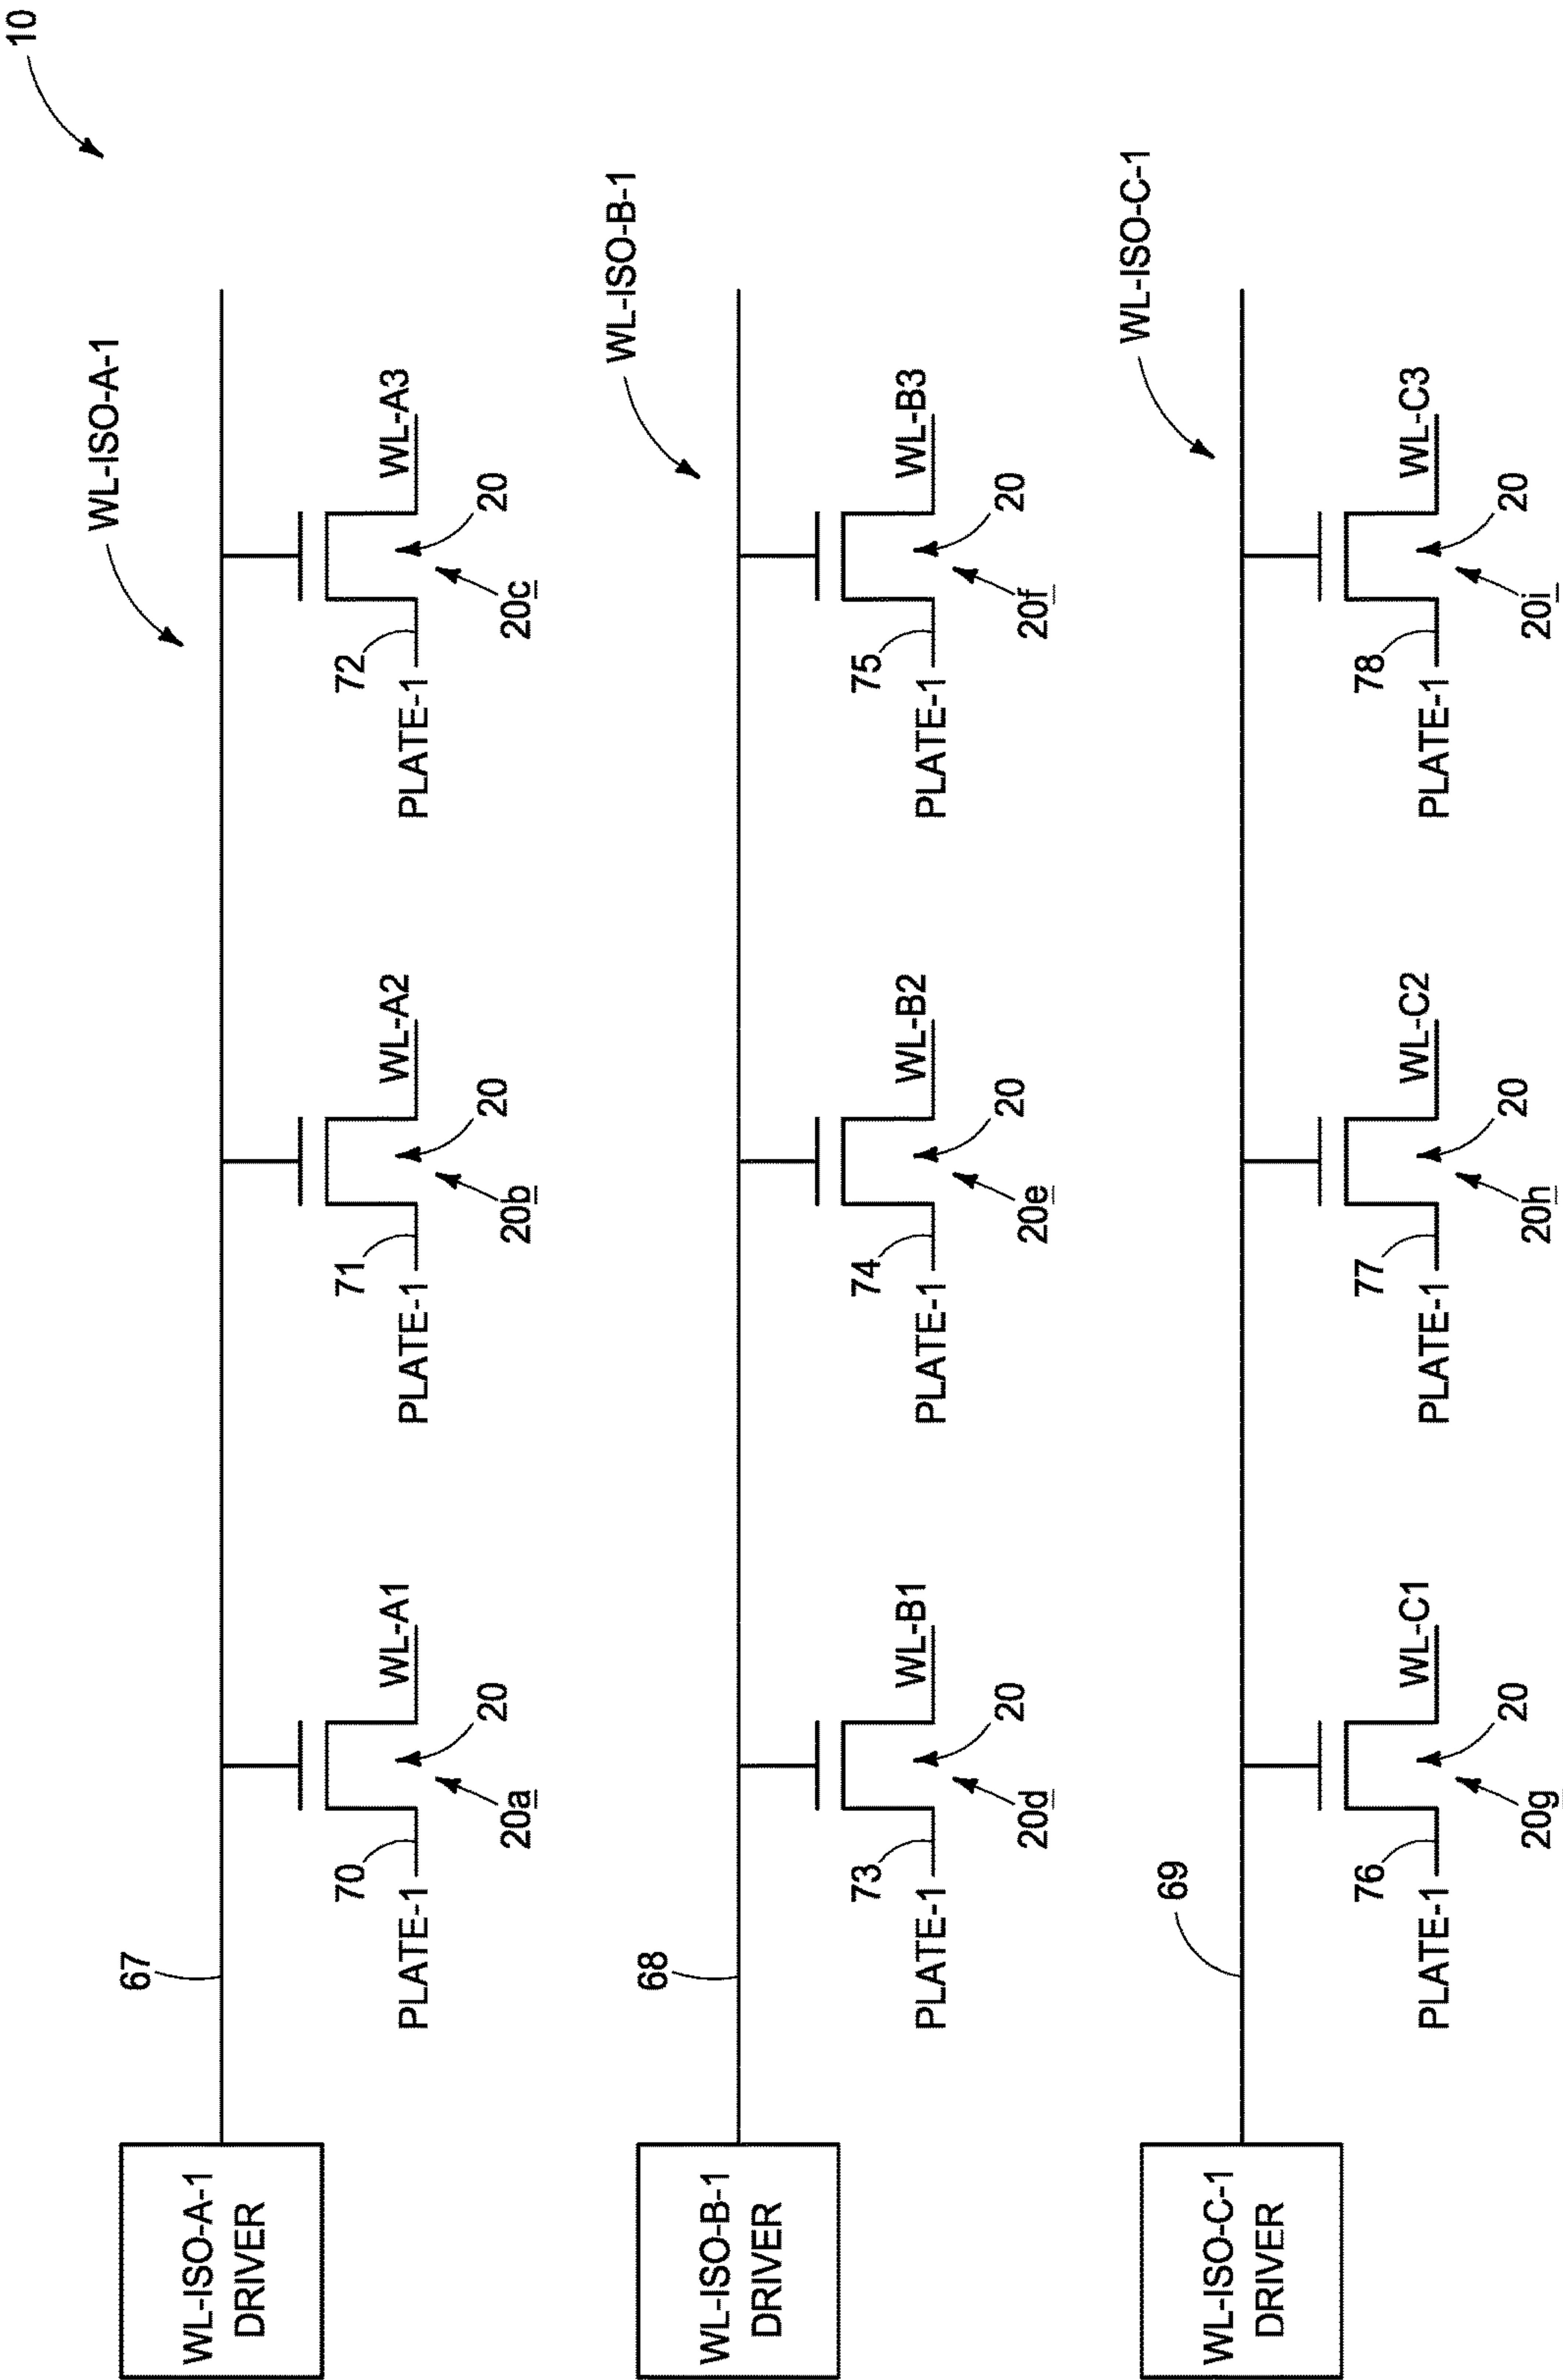 10
WL-ISO-A-1
67
WL-ISO-A-1
DRIVER
70
PLATE-1
WL-A1
20
20a
71
PLATE-1
WL-A2
20
20b
72
PLATE-1
WL-A3
20
20c
WL-ISO-B-1
68
WL-ISO-B-1
DRIVER
73
PLATE-1
WL-B1
20
20d
74
PLATE-1
WL-B2
20
20e
75
PLATE-1
WL-B3
20
20f
WL-ISO-C-1
69
WL-ISO-C-1
DRIVER
76
PLATE-1
WL-C1
20
20g
77
PLATE-1
WL-C2
20
20h
78
PLATE-1
WL-C3
20
20i